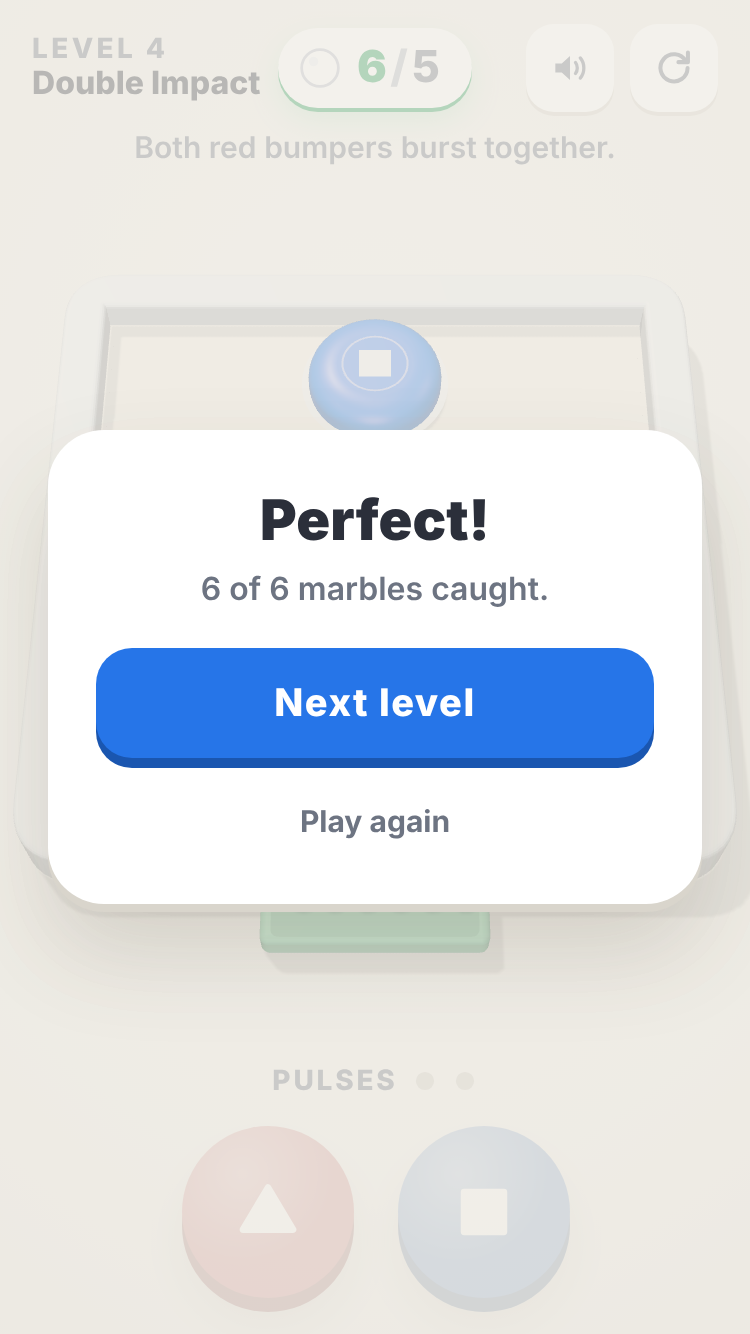 LEVEL 4
Double Impact
6/5
Both red bumpers burst together.
Perfect!
6 of 6 marbles caught.
Next level
Play again
PULSES